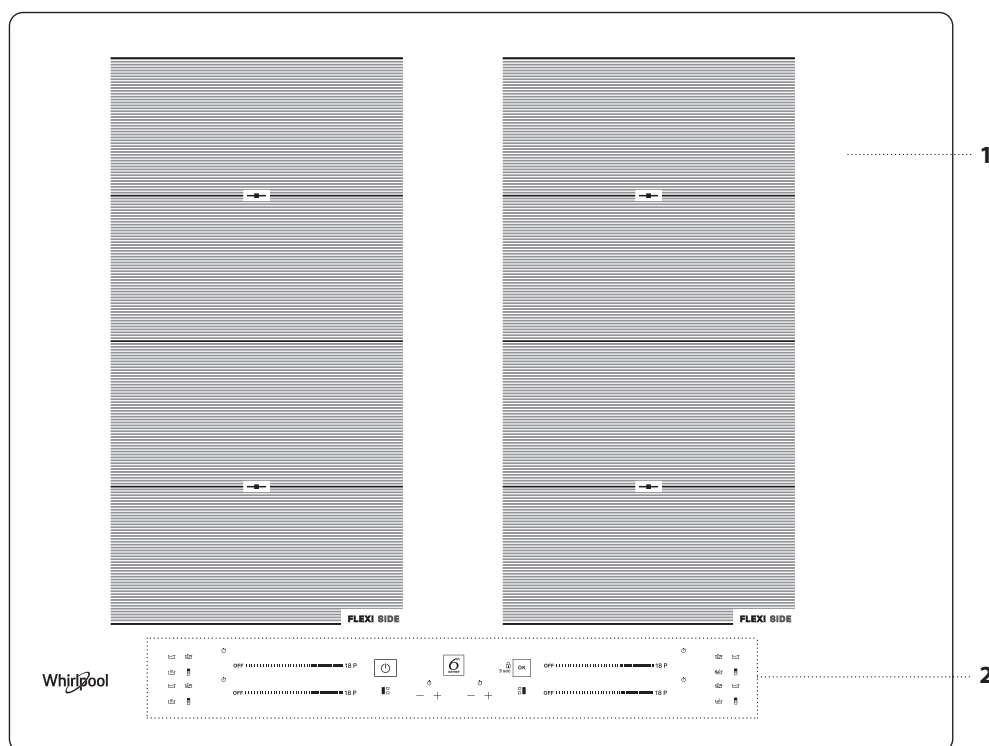 1
FLEXI SIDE
FLEXI SIDE
OFF 18 P
6
SENSE
3 sec
OK
OFF 18 P
2
Whirlpool
OFF 18 P
OFF 18 P